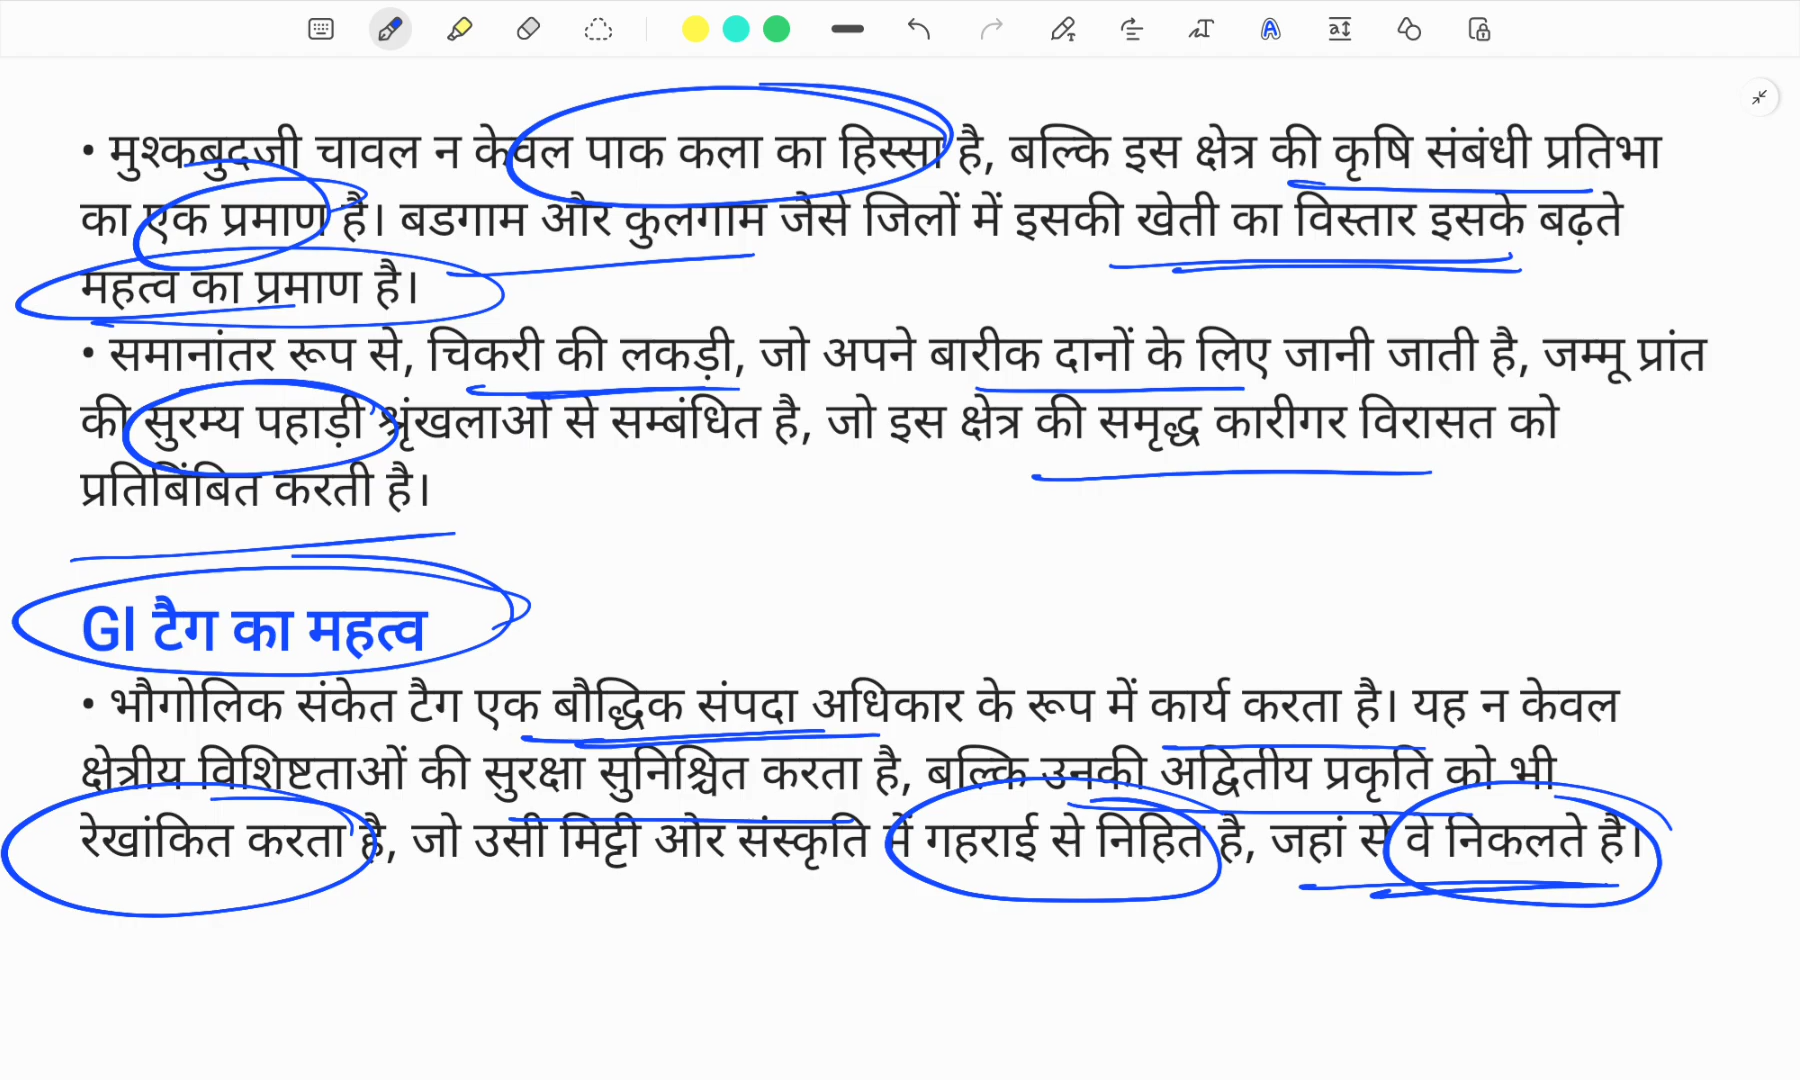 • मुश्कबुदजी चावल न केवल पाक कला का हिस्सा है, बल्कि इस क्षेत्र की कृषि संबंधी प्रतिभा
का एक प्रमाण है। बडगाम और कुलगाम जैसे जिलों में इसकी खेती का विस्तार इसके बढ़ते
महत्व का प्रमाण है।
• समानांतर रूप से, चिकरी की लकड़ी, जो अपने बारीक दानों के लिए जानी जाती है, जम्मू प्रांत
की सुरम्य पहाड़ी श्रृंखलाओं से सम्बंधित है, जो इस क्षेत्र की समृद्ध कारीगर विरासत को
प्रतिबिंबित करती है।
GI टैग का महत्व
• भौगोलिक संकेत टैग एक बौद्धिक संपदा अधिकार के रूप में कार्य करता है। यह न केवल
क्षेत्रीय विशिष्टताओं की सुरक्षा सुनिश्चित करता है, बल्कि उनकी अद्वितीय प्रकृति को भी
रेखांकित करता है, जो उसी मिट्टी ओर संस्कृति में गहराई से निहित है, जहां से वे निकलते है।